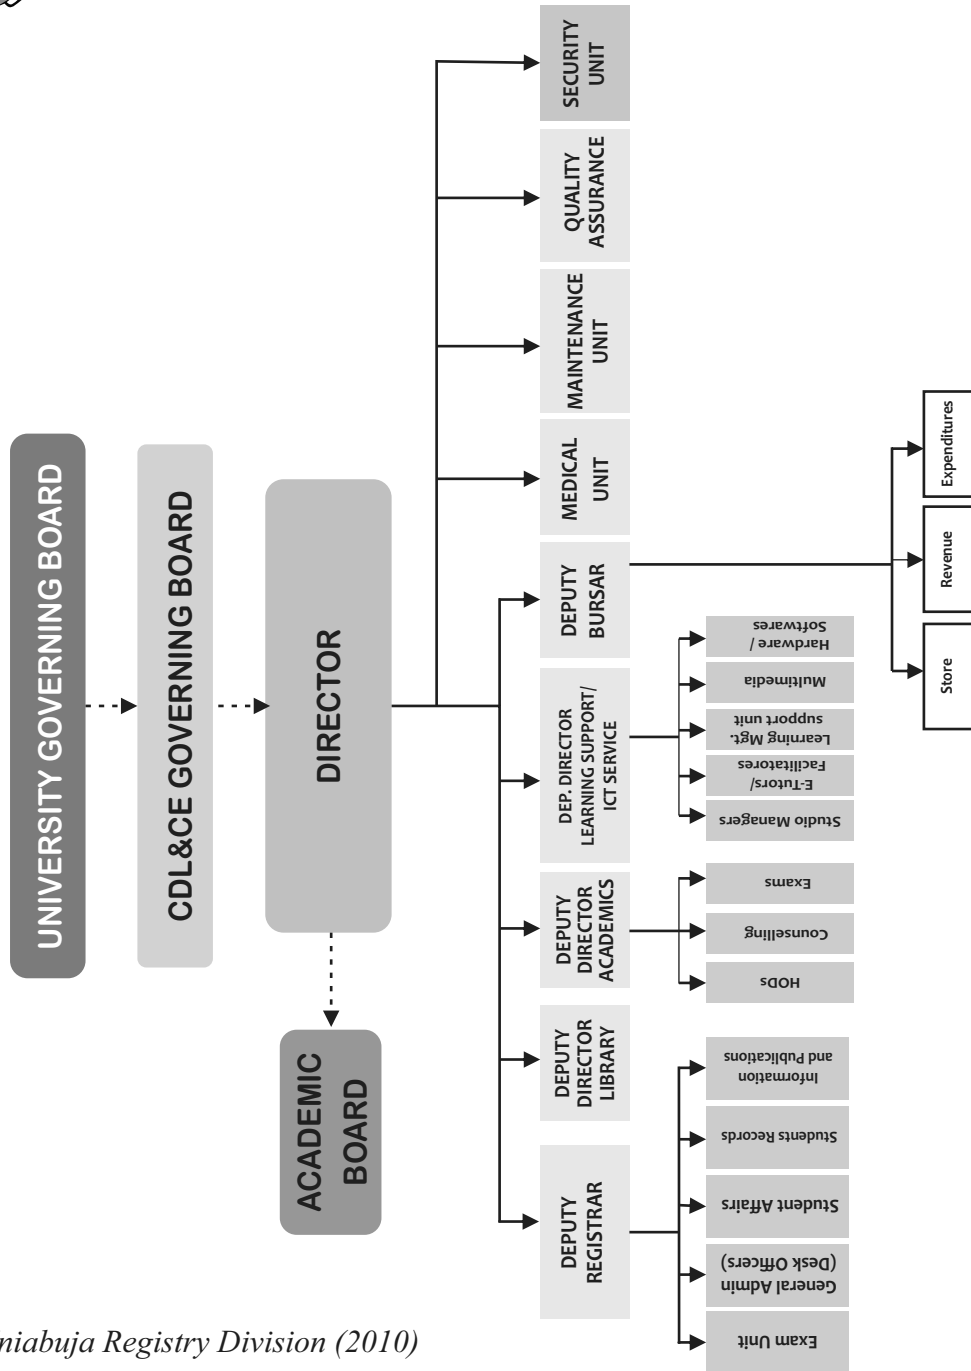 UNIVERSITY GOVERNING BOARD
CDL&CE GOVERNING BOARD
DIRECTOR
ACADEMIC
BOARD
DEPUTY
REGISTRAR
DEPUTY
DIRECTOR
LIBRARY
DEPUTY
DIRECTOR
ACADEMICS
DEP. DIRECTOR
LEARNING SUPPORT/
ICT SERVICE
DEPUTY
BURSAR
MEDICAL
UNIT
MAINTENANCE
UNIT
QUALITY
ASSURANCE
SECURITY
UNIT
Exam Unit
General Admin
(Desk Officers)
Student Affairs
Students Records
Information
and Publications
HODs
Counselling
Exams
Studio Managers
E-Tutors/
Facilitatores
Learning Mgt.
support unit
Multimedia
Hardware /
Softwares
Store
Revenue
Expenditures
niabuja Registry Division (2010)